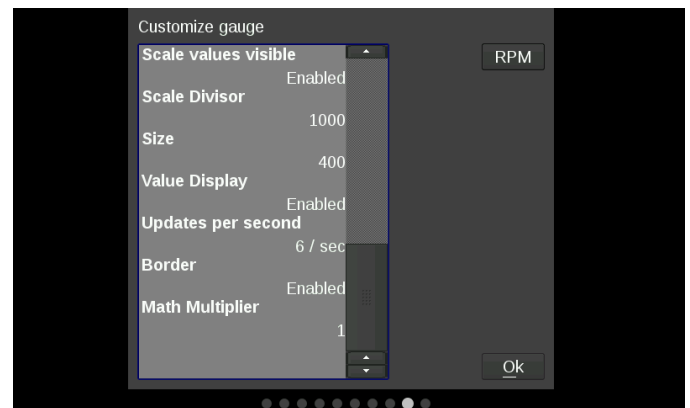 Customize gauge
Scale values visible
Enabled
RPM
Scale Divisor
1000
Size
400
Value Display
Enabled
Updates per second
6 / sec
Border
Enabled
Math Multiplier
1
Ok